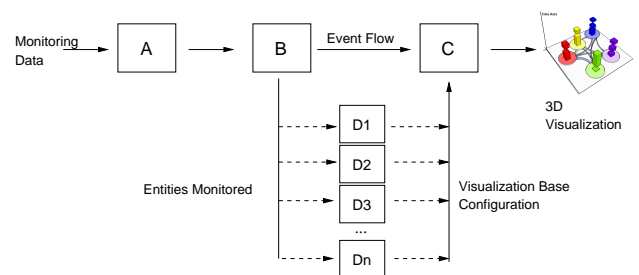 Monitoring
Data
A
B
Event Flow
C
3D
Visualization
D1
D2
D3
...
Dn
Entities Monitored
Visualization Base
Configuration